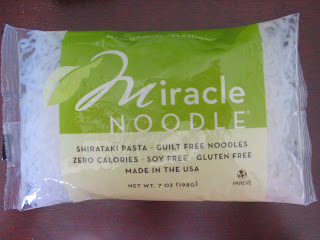 Miracle
NOODLE
SHIRATAKI PASTA · GUILT FREE NOODLES
ZERO CALORIES · SOY FREE · GLUTEN FREE
MADE IN THE USA
NET WT. 7 OZ (198G)
PAREVE